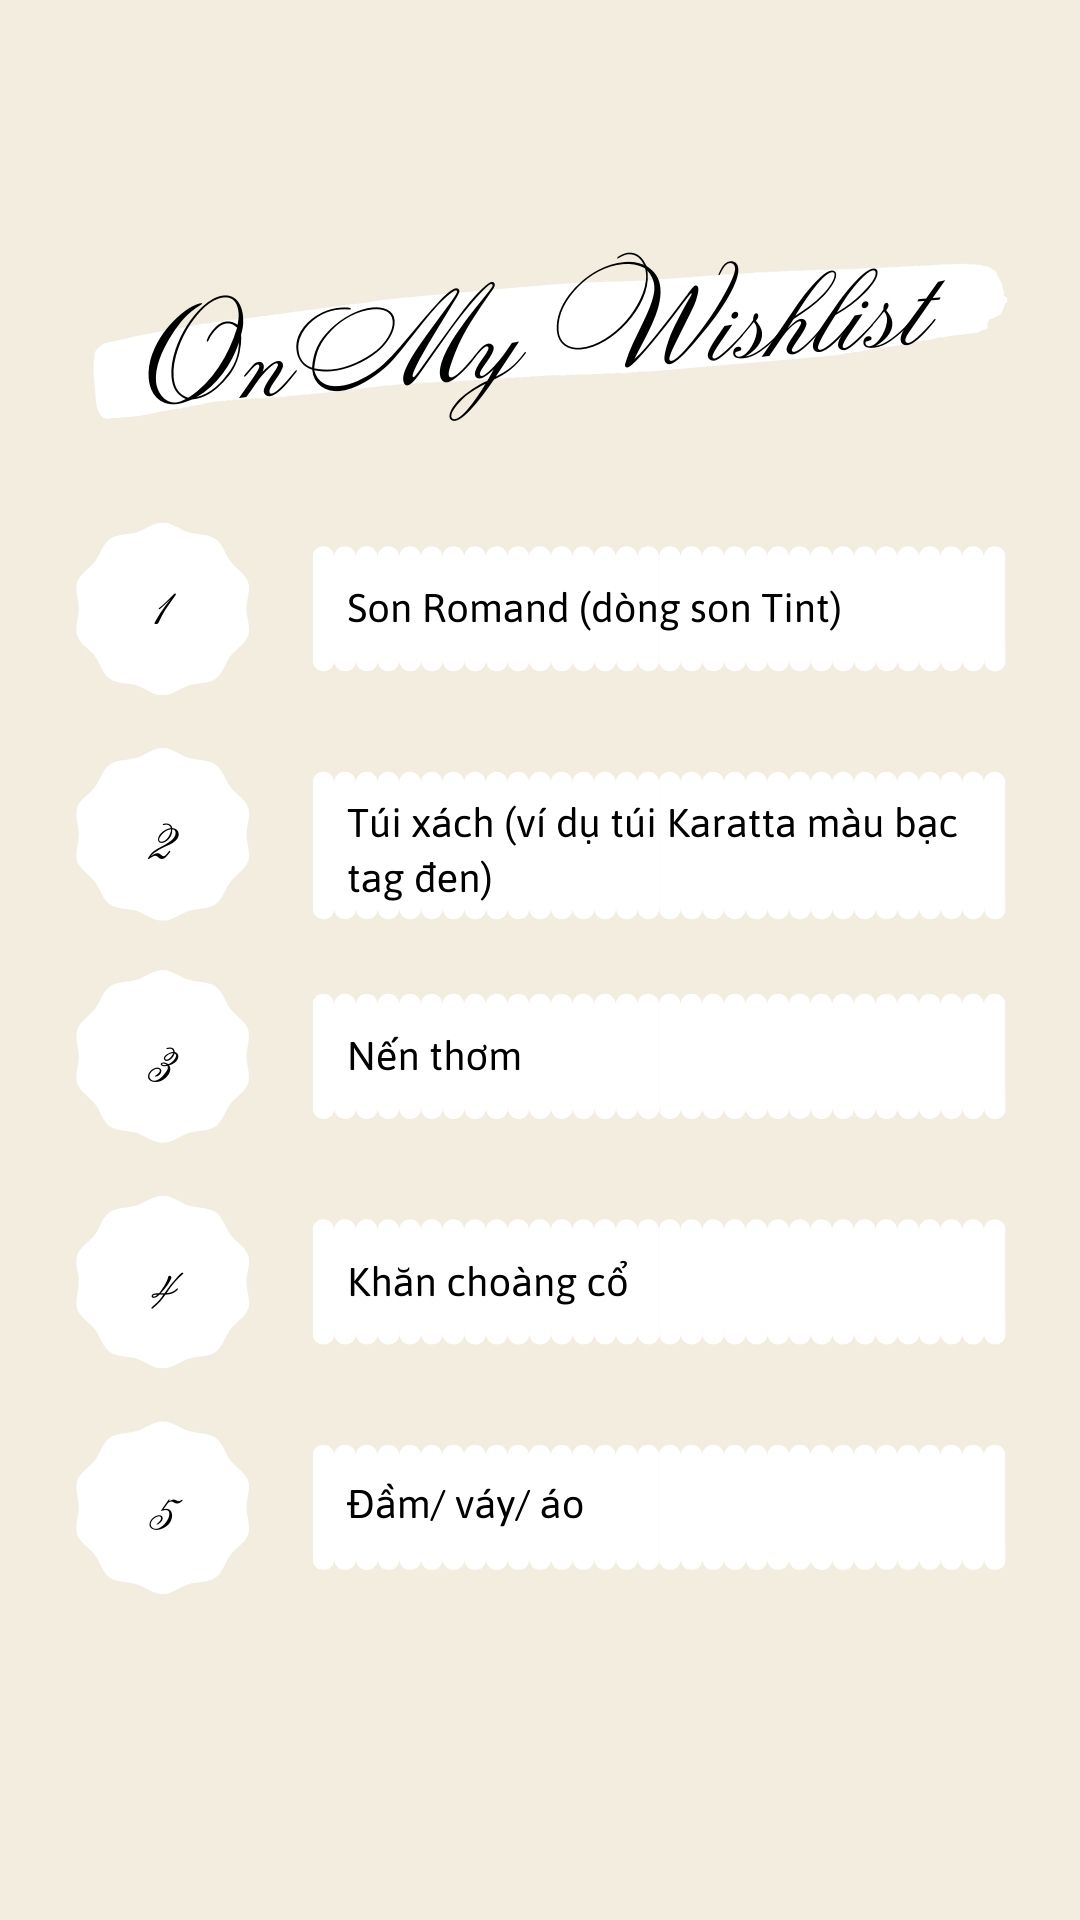 On My Wishlist
1
Son Romand (dòng son Tint)
2
Túi xách (ví dụ túi Karatta màu bạc
tag đen)
3
Nến thơm
4
Khăn choàng cổ
5
Đầm/ váy/ áo